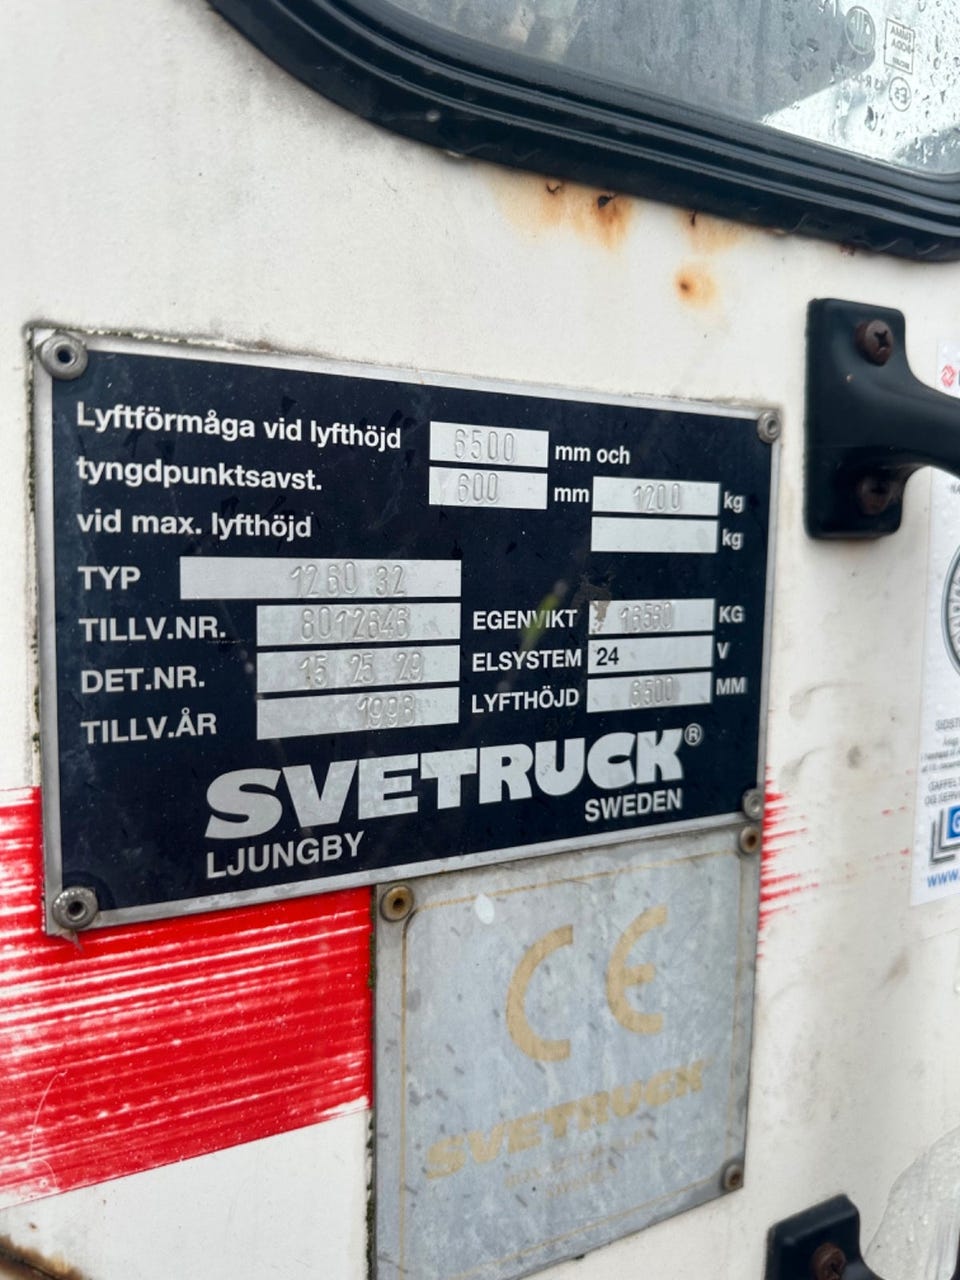 Lyftförmåga vid lyfthöjd 6500 mm och
tyngdpunktsavst. 600 mm 1200 kg
vid max. lyfthöjd kg
TYP 1260 32
TILLV.NR. 8012646 EGENVIKT 16560 KG
DET.NR. 15 25 29 ELSYSTEM 24 V
TILLV.ÅR LYFTHÖJD 6500 MM
SVETRUCK®
LJUNGBY SWEDEN
CE
SVETRUCK